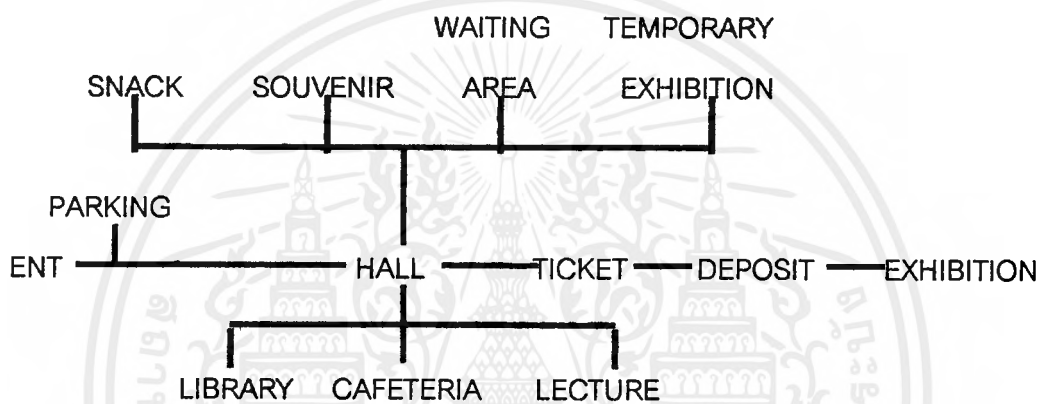 WAITING TEMPORARY
SNACK SOUVENIR AREA EXHIBITION
PARKING
ENT HALL TICKET DEPOSIT EXHIBITION
LIBRARY CAFETERIA LECTURE